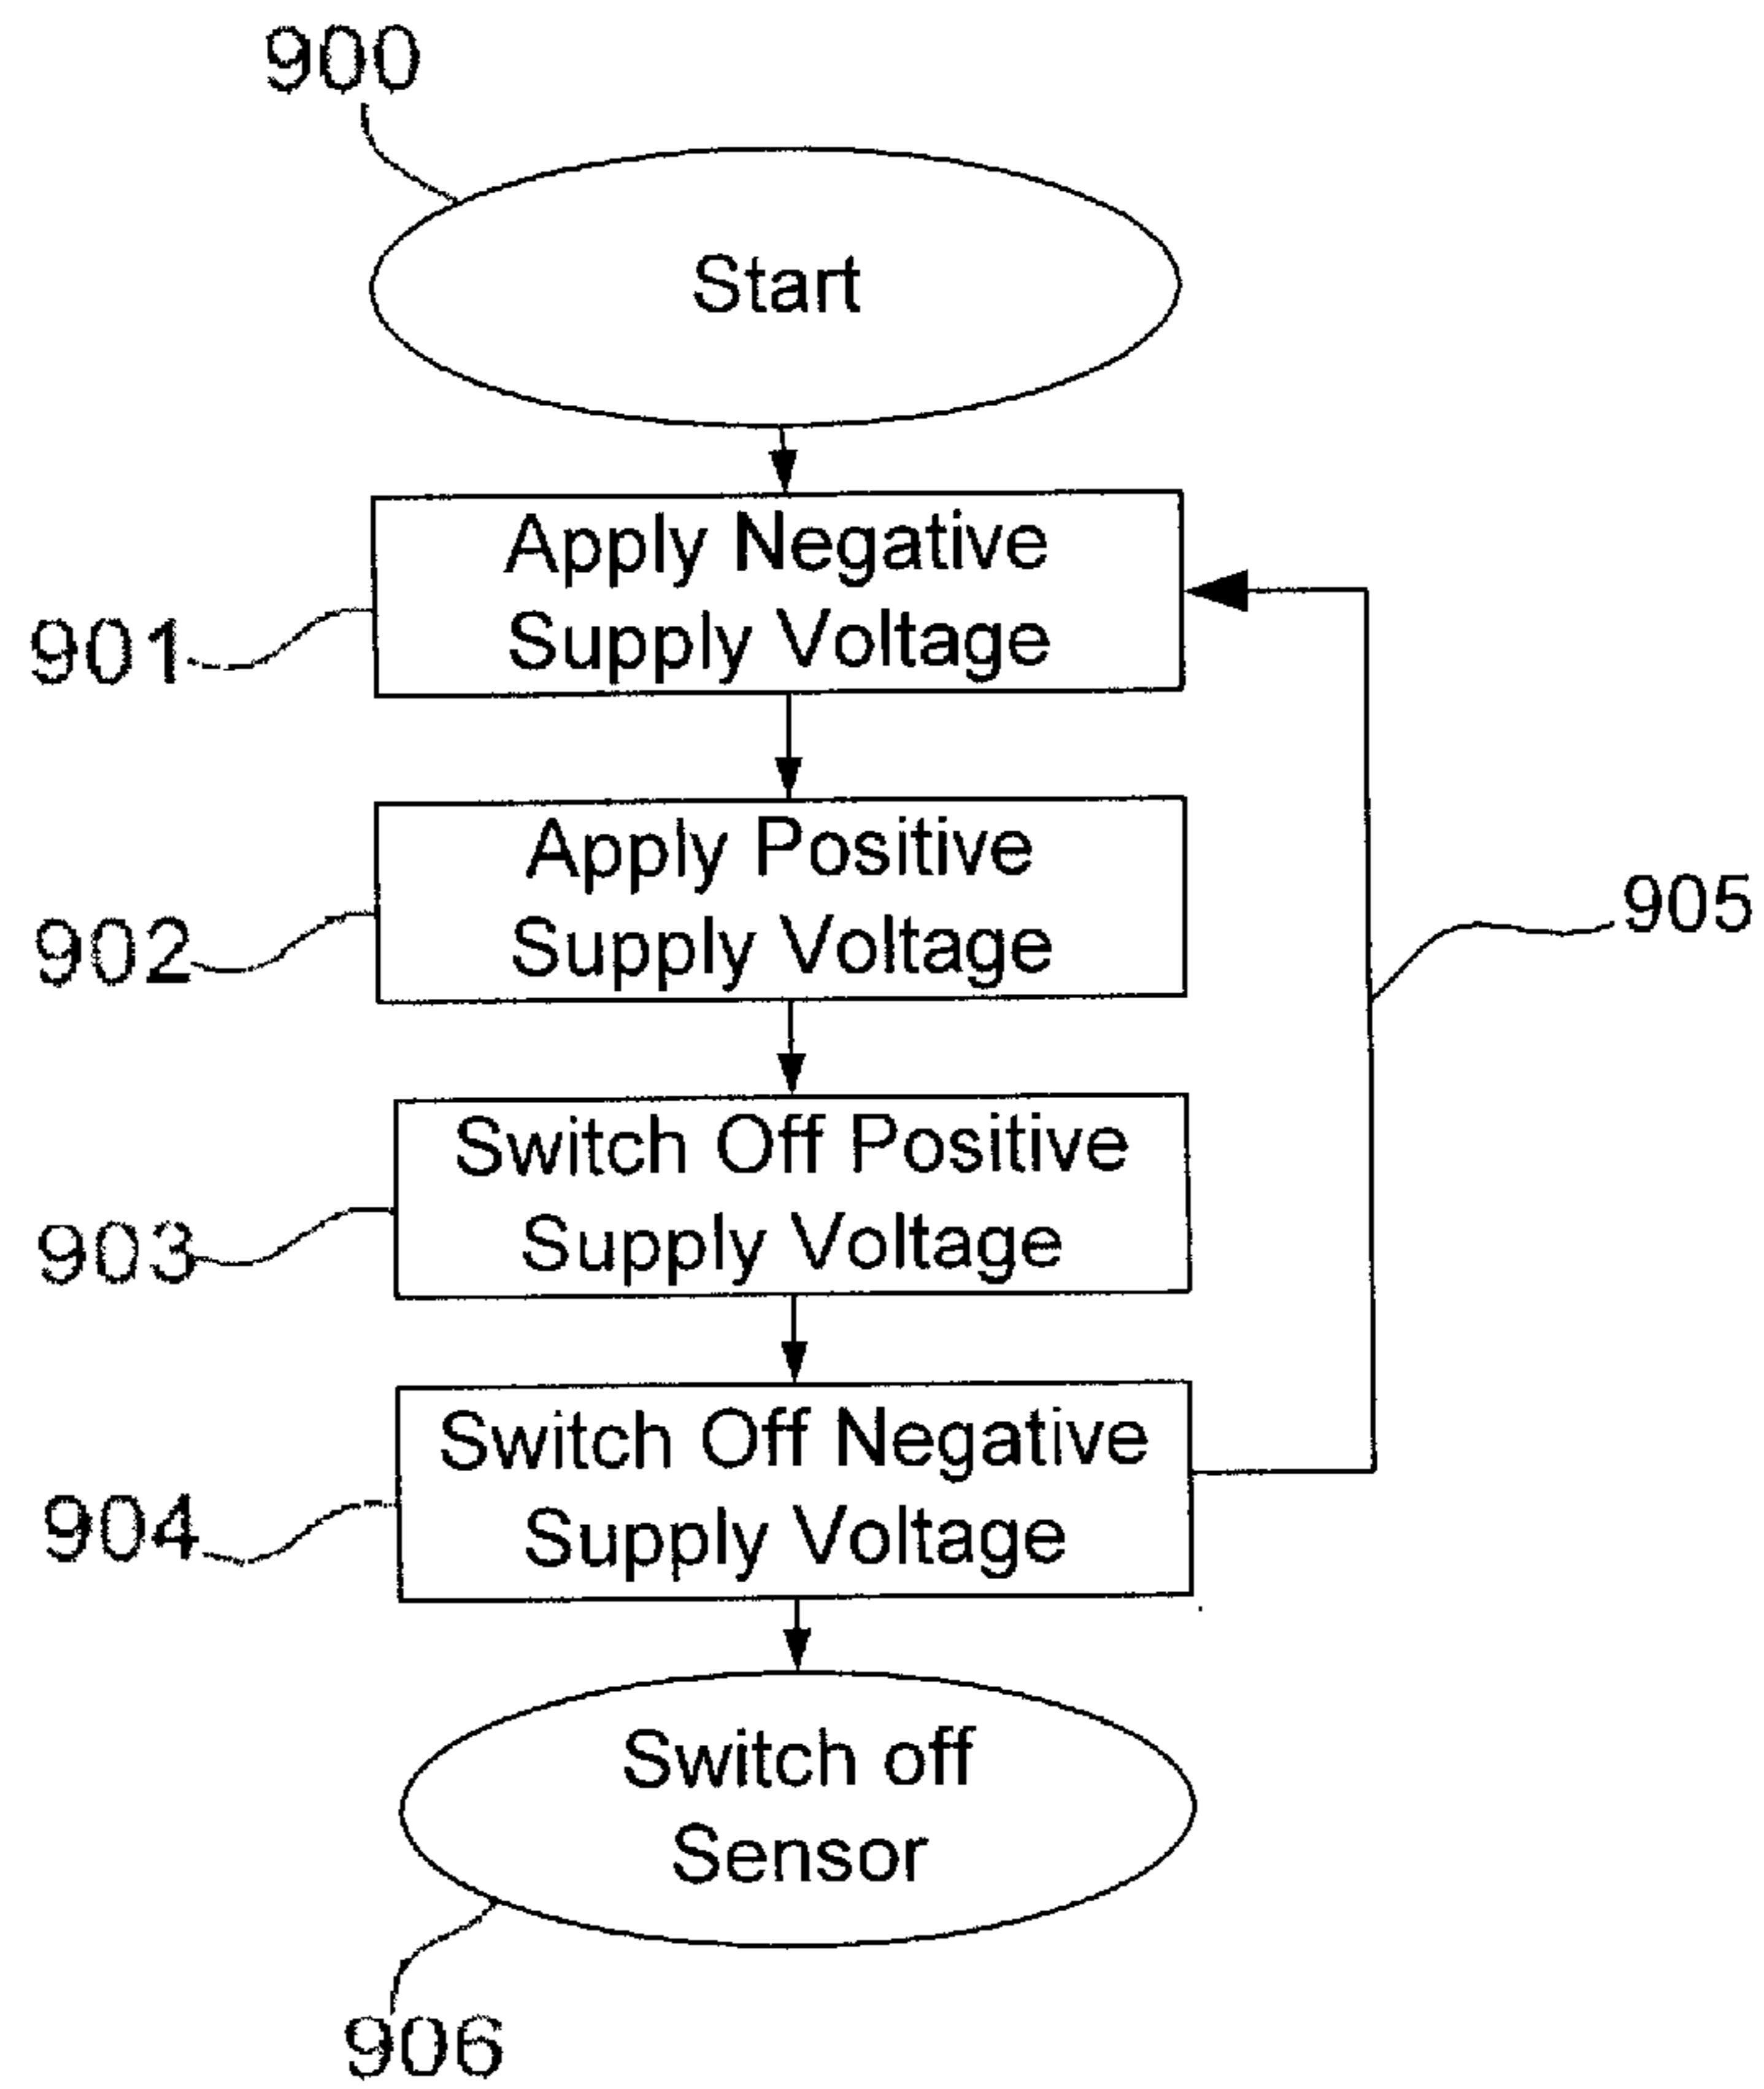 900
Start
Apply Negative
Supply Voltage
901
Apply Positive
Supply Voltage
902
905
Switch Off Positive
Supply Voltage
903
Switch Off Negative
Supply Voltage
904
Switch off
Sensor
906